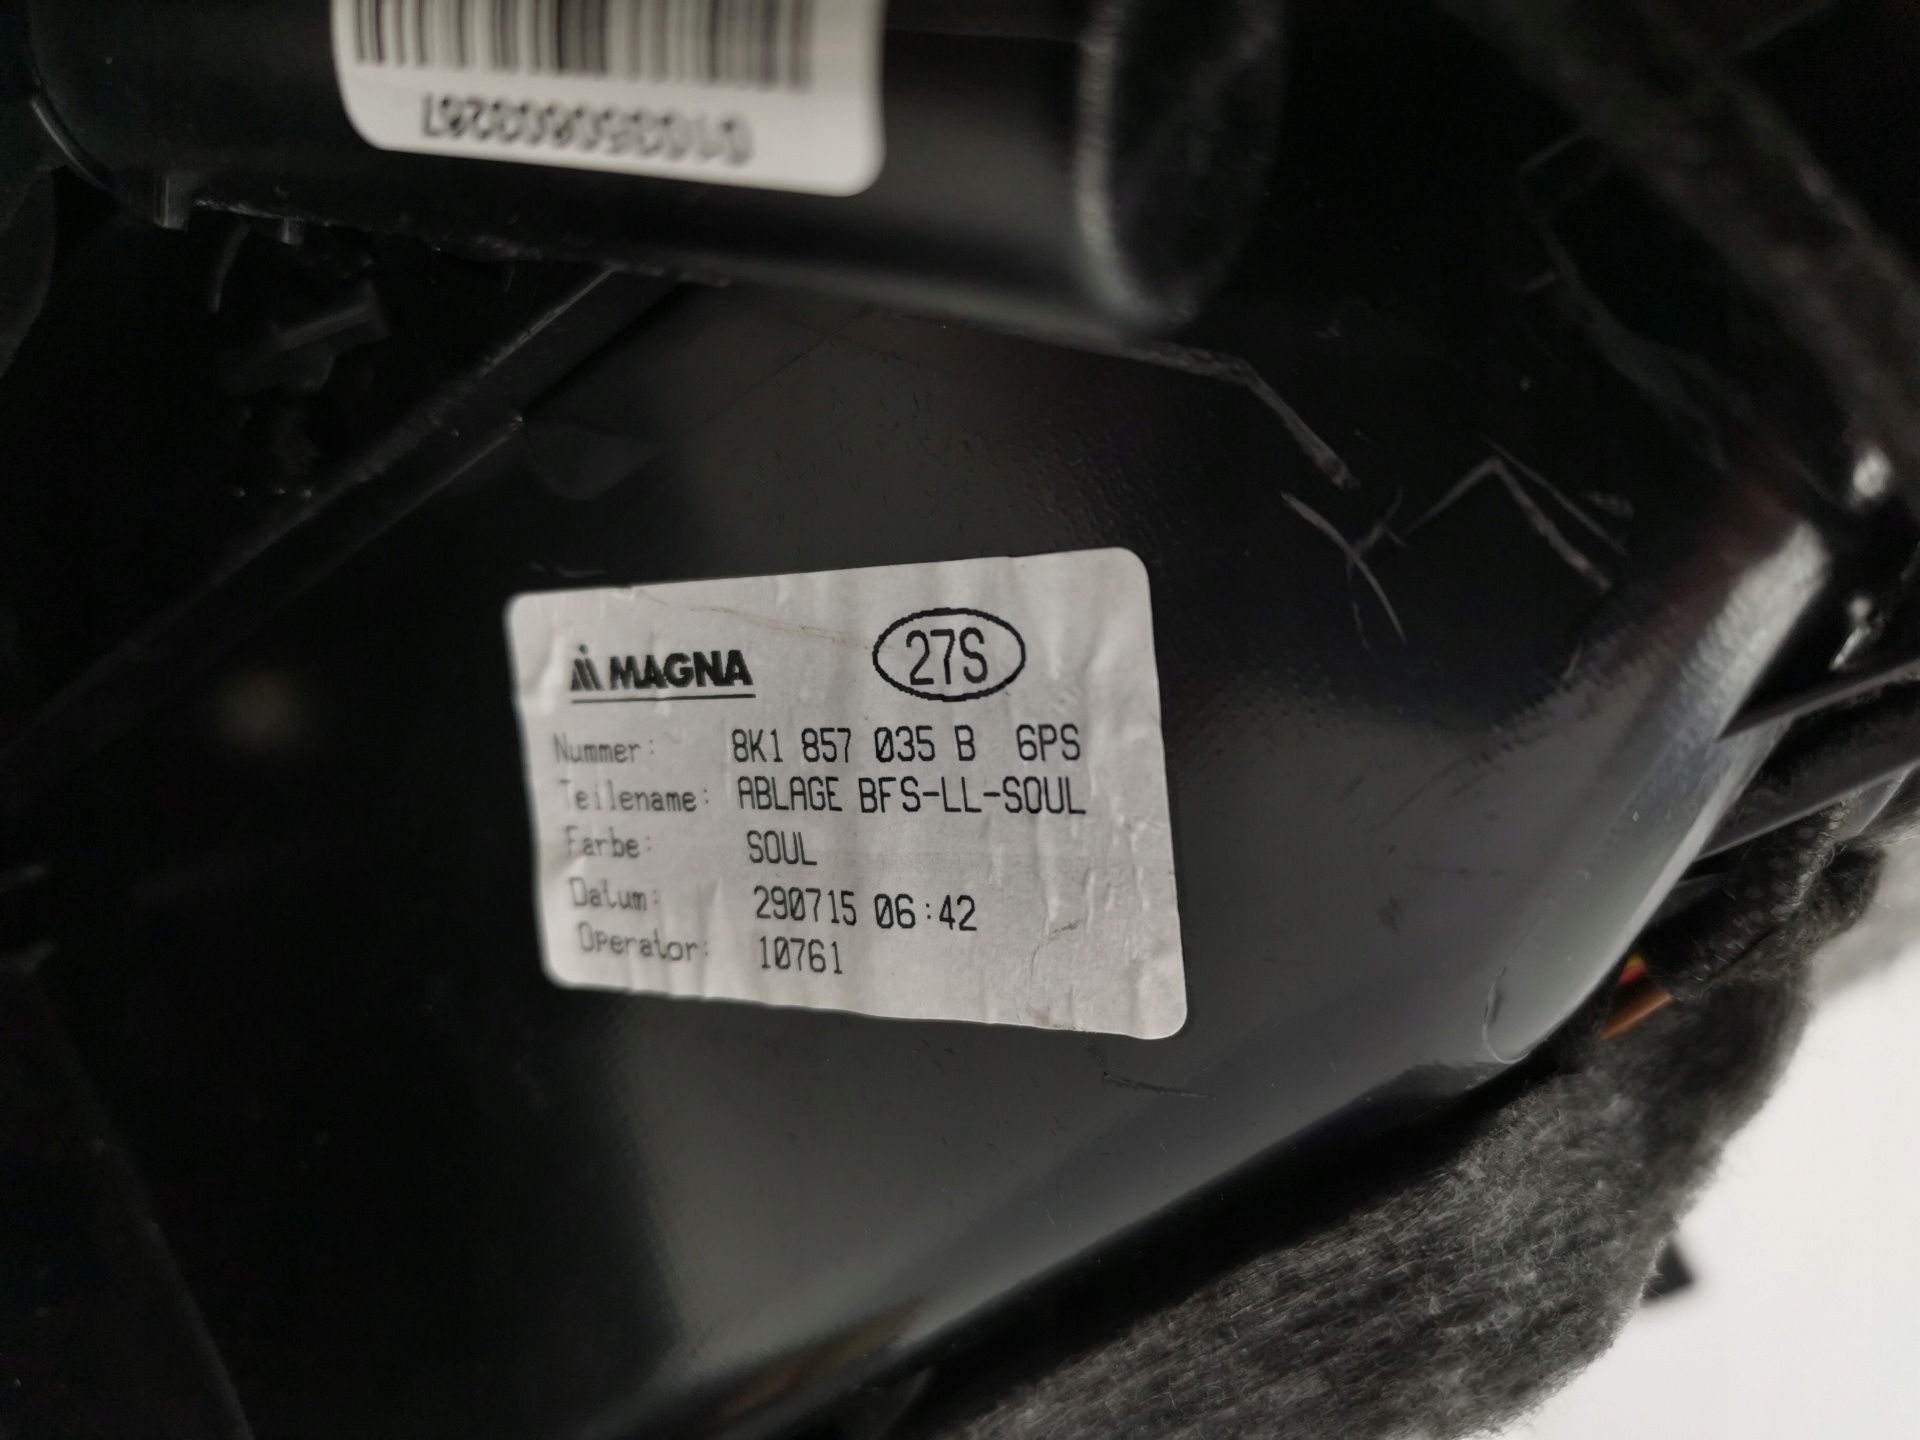 MAGNA 27S
Nummer: 8K1 857 035 B 6PS
Teilename: ABLAGE BFS-LL-SOUL
Farbe: SOUL
Datum: 290715 06:42
Operator: 10761